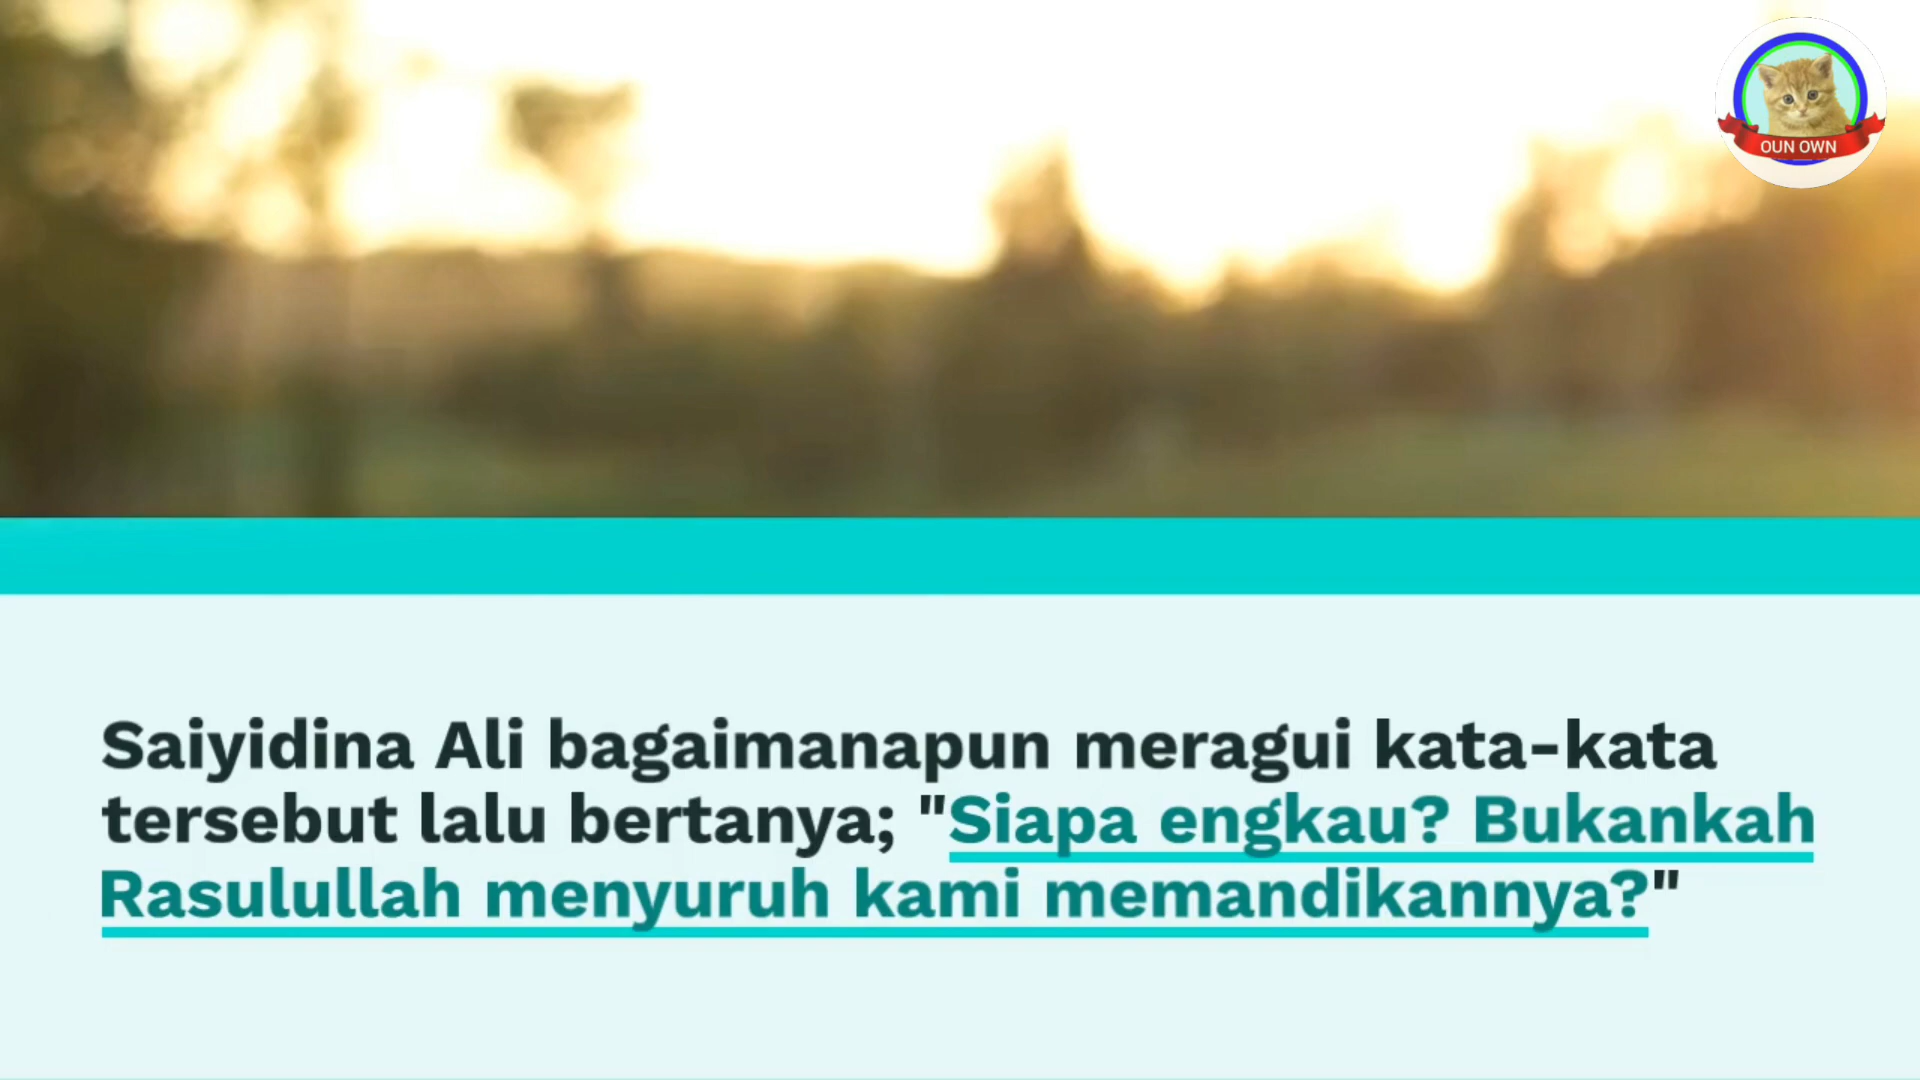 OUN OWN
Saiyidina Ali bagaimanapun meragui kata-kata
tersebut lalu bertanya; "Siapa engkau? Bukankah
Rasulullah menyuruh kami memandikannya?"